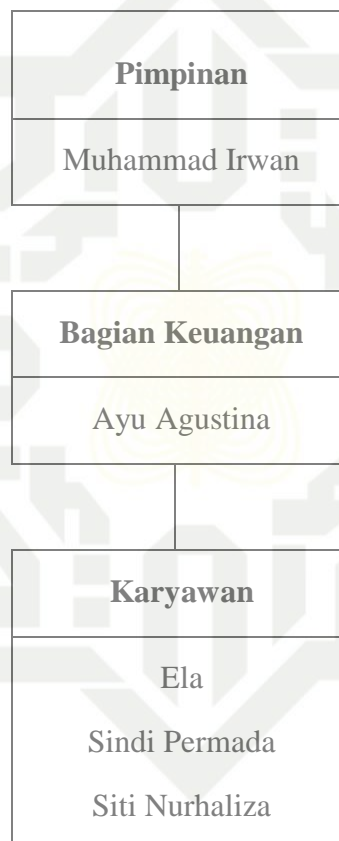 Pimpinan
Muhammad Irwan
Bagian Keuangan
Ayu Agustina
Karyawan
Ela
Sindi Permada
Siti Nurhaliza